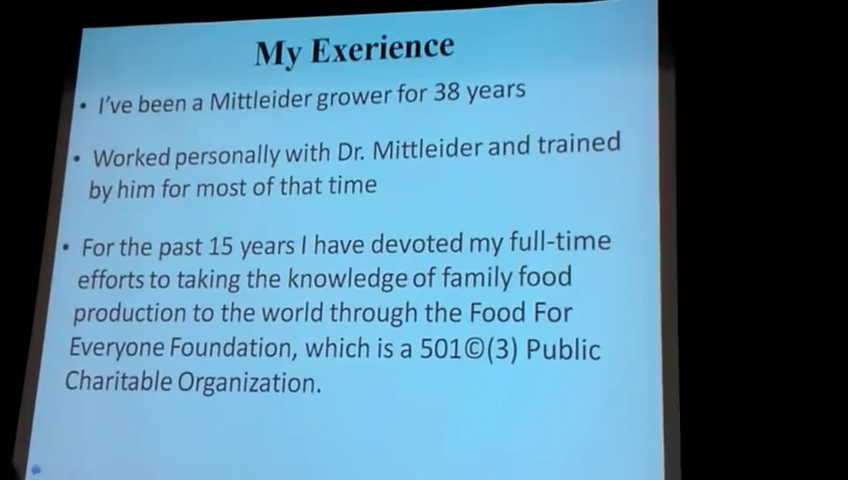 My Exerience
• I've been a Mittleider grower for 38 years
• Worked personally with Dr. Mittleider and trained
by him for most of that time
• For the past 15 years I have devoted my full-time
efforts to taking the knowledge of family food
production to the world through the Food For
Everyone Foundation, which is a 501©(3) Public
Charitable Organization.